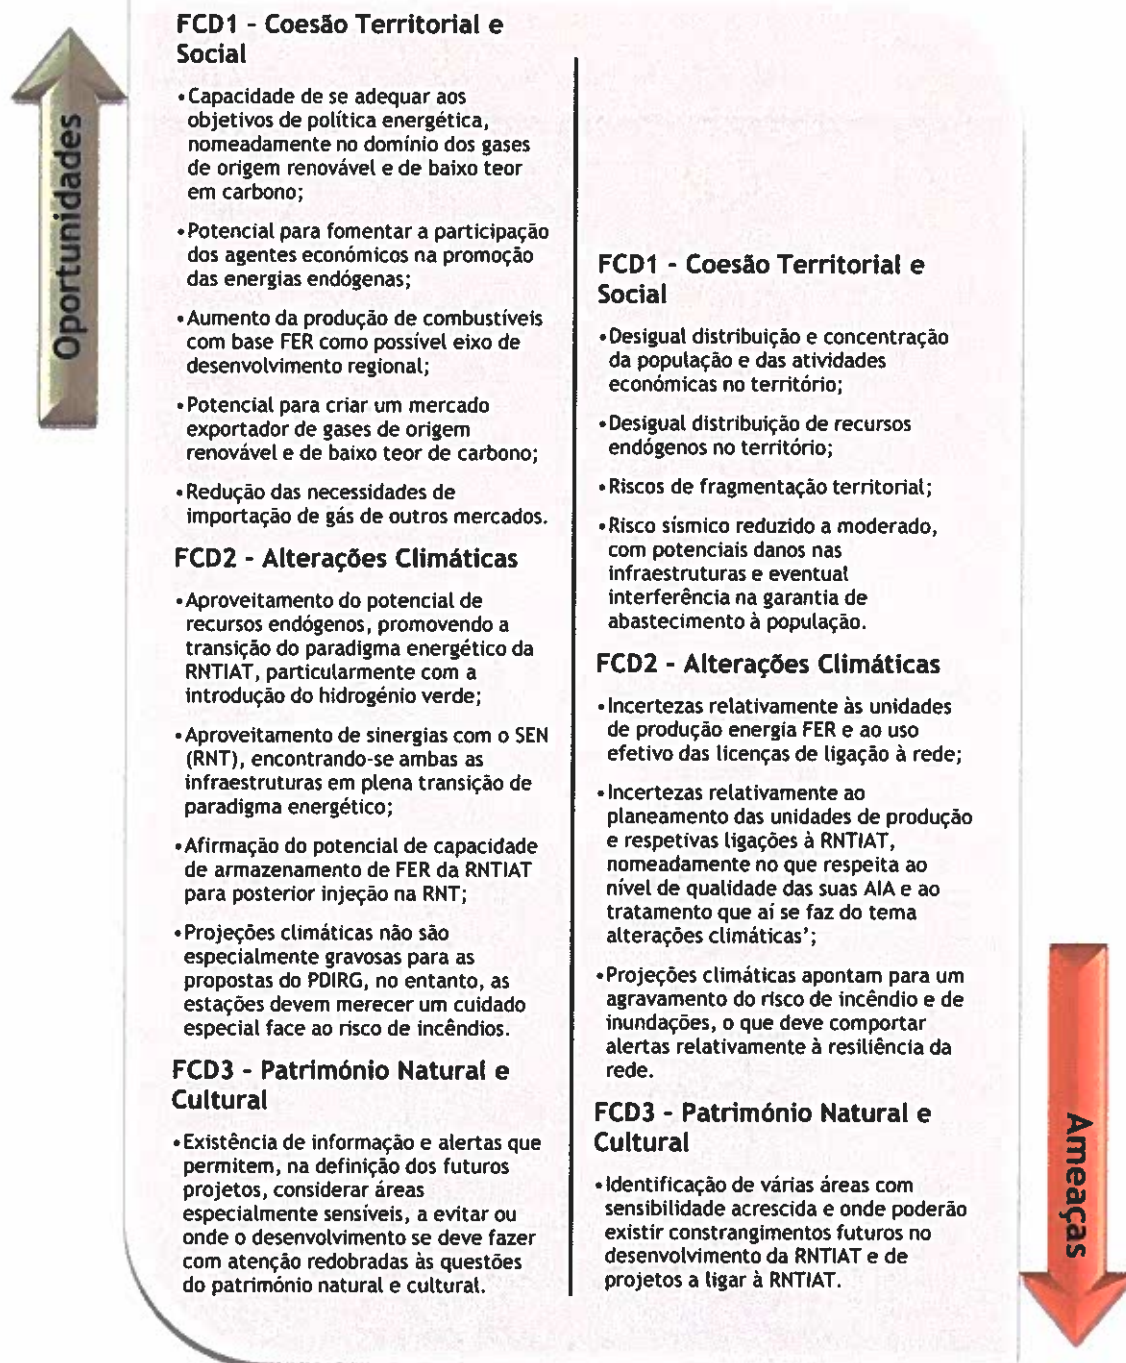 Oportunidades
FCD1 - Coesão Territorial e
Social
•Capacidade de se adequar aos
objetivos de política energética,
nomeadamente no domínio dos gases
de origem renovável e de baixo teor
em carbono;
•Potencial para fomentar a participação
dos agentes económicos na promoção
das energias endógenas;
•Aumento da produção de combustíveis
com base FER como possível eixo de
desenvolvimento regional;
•Potencial para criar um mercado
exportador de gases de origem
renovável e de baixo teor de carbono;
•Redução das necessidades de
importação de gás de outros mercados.
FCD2 - Alterações Climáticas
•Aproveitamento do potencial de
recursos endógenos, promovendo a
transição do paradigma energético da
RNTIAT, particularmente com a
introdução do hidrogénio verde;
•Aproveitamento de sinergias com o SEN
(RNT), encontrando-se ambas as
infraestruturas em plena transição de
paradigma energético;
•Afirmação do potencial de capacidade
de armazenamento de FER da RNTIAT
para posterior injeção na RNT;
•Projeções climáticas não são
especialmente gravosas para as
propostas do PDIRG, no entanto, as
estações devem merecer um cuidado
especial face ao risco de incêndios.
FCD3 - Património Natural e
Cultural
•Existência de informação e alertas que
permitem, na definição dos futuros
projetos, considerar áreas
especialmente sensíveis, a evitar ou
onde o desenvolvimento se deve fazer
com atenção redobradas às questões
do património natural e cultural.
FCD1 - Coesão Territorial e
Social
•Desigual distribuição e concentração
da população e das atividades
económicas no território;
•Desigual distribuição de recursos
endógenos no território;
•Riscos de fragmentação territorial;
•Risco sísmico reduzido a moderado,
com potenciais danos nas
infraestruturas e eventual
interferência na garantia de
abastecimento à população.
FCD2 - Alterações Climáticas
•Incertezas relativamente às unidades
de produção energia FER e ao uso
efetivo das licenças de ligação à rede;
•Incertezas relativamente ao
planeamento das unidades de produção
e respetivas ligações à RNTIAT,
nomeadamente no que respeita ao
nível de qualidade das suas AIA e ao
tratamento que aí se faz do tema
alterações climáticas’;
•Projeções climáticas apontam para um
agravamento do risco de incêndio e de
inundações, o que deve comportar
alertas relativamente à resiliência da
rede.
FCD3 - Património Natural e
Cultural
•Identificação de várias áreas com
sensibilidade acrescida e onde poderão
existir constrangimentos futuros no
desenvolvimento da RNTIAT e de
projetos a ligar à RNTIAT.
Ameaças